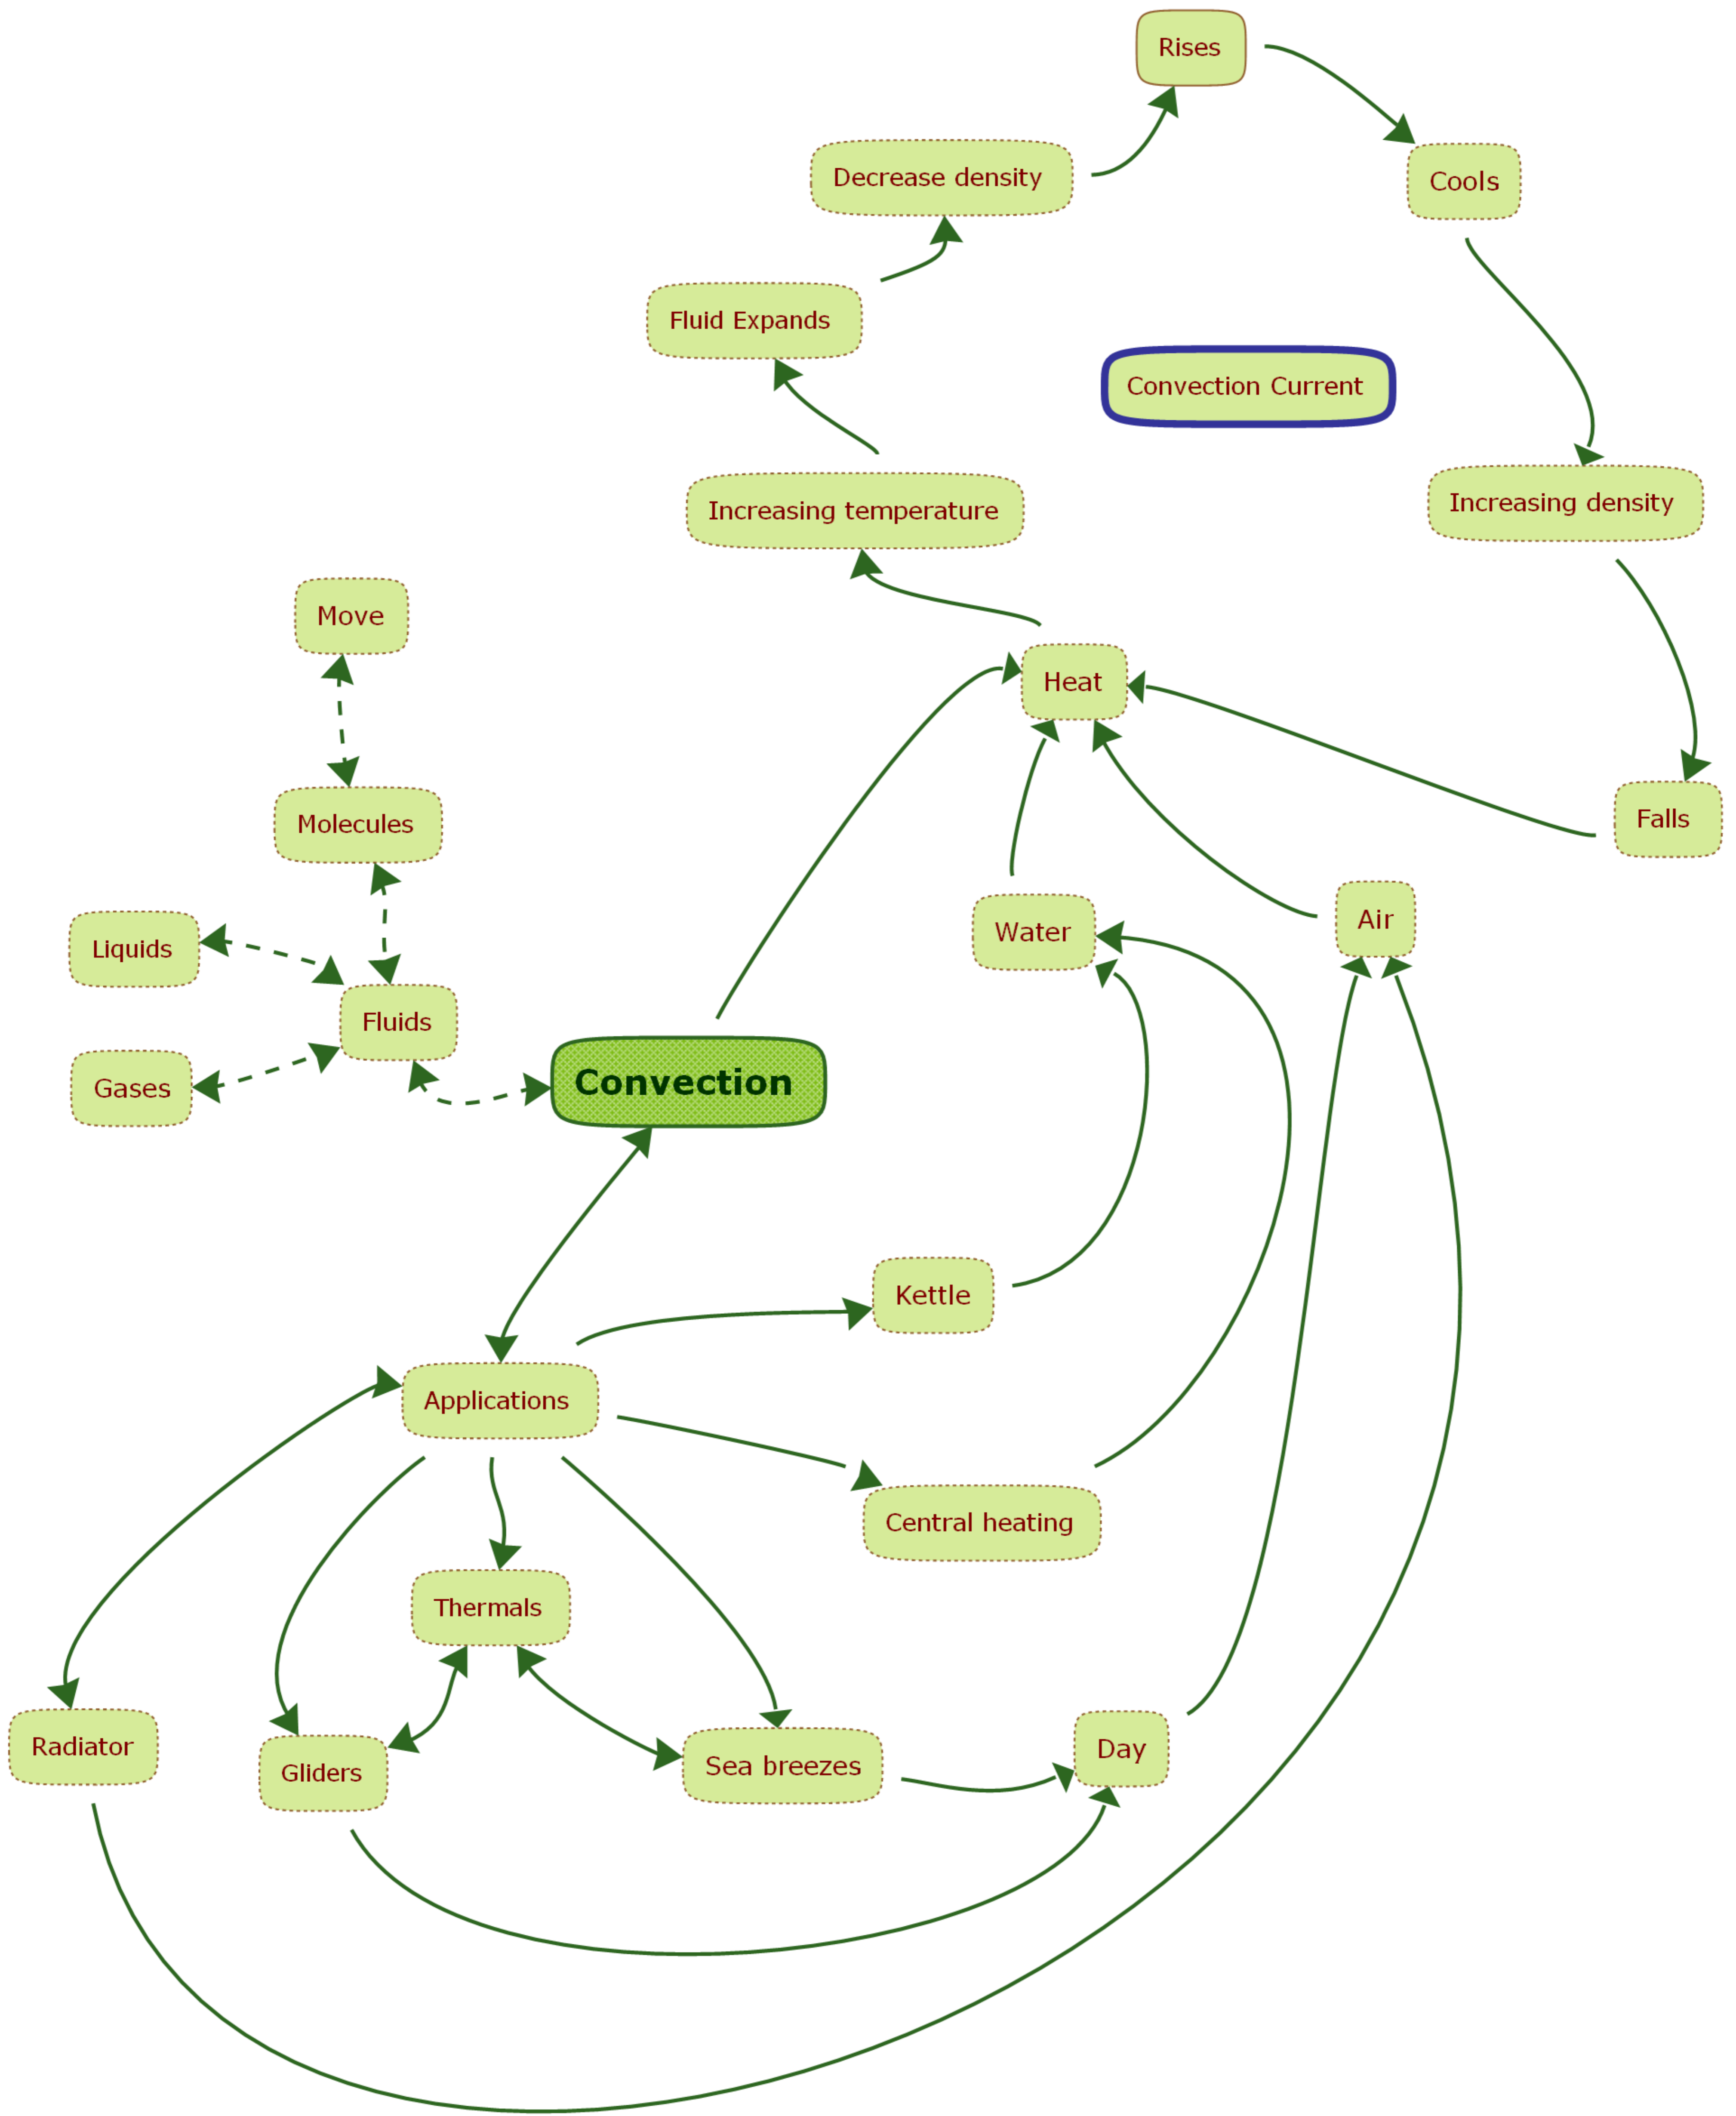 Rises
Decrease density
Cools
Fluid Expands
Convection Current
Increasing temperature
Increasing density
Move
Heat
Molecules
Falls
Liquids
Water
Air
Fluids
Gases
Convection
Kettle
Applications
Central heating
Thermals
Radiator
Gliders
Sea breezes
Day